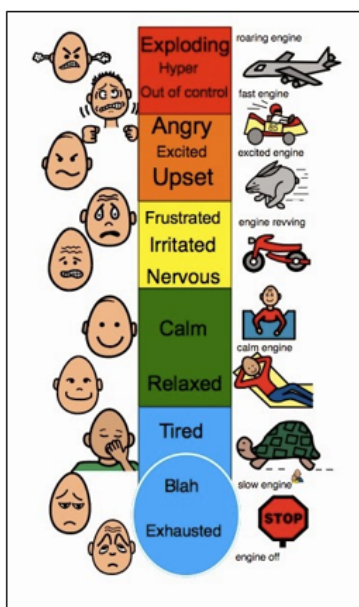 Exploding
Hyper
Out of control
Angry
Excited
Upset
Frustrated
Irritated
Nervous
Calm
Relaxed
Tired
Blah
Exhausted
roaring engine
fast engine
85
excited engine
engine revving
calm engine
slow engine
STOP
engine off